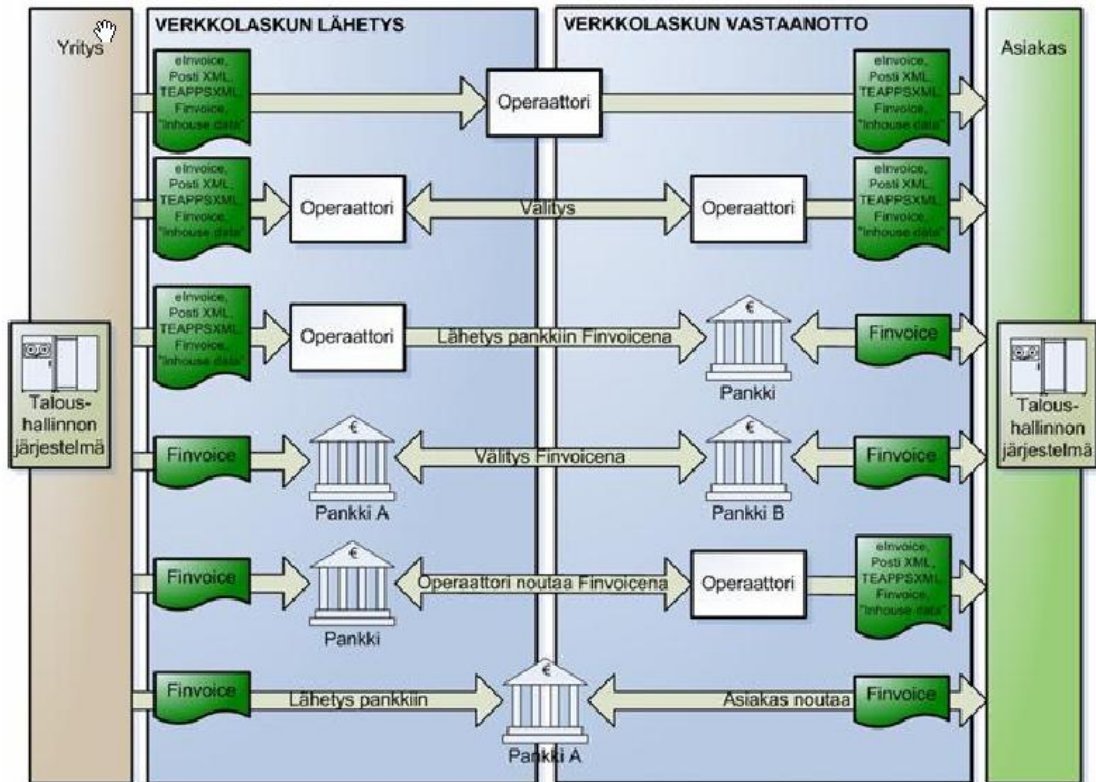 Yritys
VERKKOLASKUN LÄHETYS
VERKKOLASKUN VASTAANOTTO
Asiakas
eInvoice,
Posti XML,
TEAPPSXML,
Finvoice,
"Inhouse data"
Operaattori
eInvoice,
Posti XML,
TEAPPSXML,
Finvoice,
"Inhouse data"
eInvoice,
Posti XML,
TEAPPSXML,
Finvoice,
"Inhouse data"
Operaattori
Välitys
Operaattori
eInvoice,
Posti XML,
TEAPPSXML,
Finvoice,
"Inhouse data"
eInvoice,
Posti XML,
TEAPPSXML,
Finvoice,
"Inhouse data"
Operaattori
Lähetys pankkiin Finvoicena
€
Pankki
Finvoice
Talous-
hallinnon
järjestelmä
Talous-
hallinnon
järjestelmä
Finvoice
€
Pankki A
Välitys Finvoicena
€
Pankki B
Finvoice
Finvoice
€
Pankki
Operaattori noutaa Finvoicena
Operaattori
eInvoice,
Posti XML,
TEAPPSXML,
Finvoice,
"Inhouse data"
Finvoice
Lähetys pankkiin
€
Pankki A
Asiakas noutaa
Finvoice